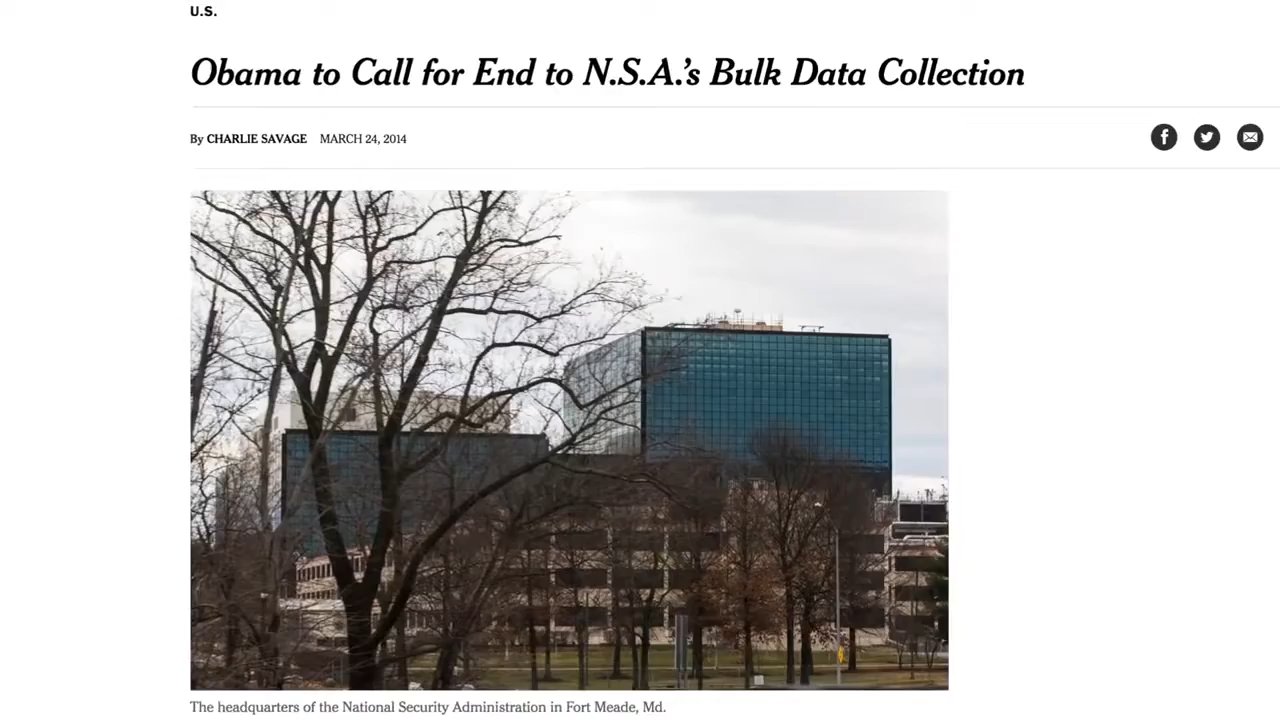 U.S.
Obama to Call for End to N.S.A.'s Bulk Data Collection
By CHARLIE SAVAGE MARCH 24, 2014
The headquarters of the National Security Administration in Fort Meade, Md.